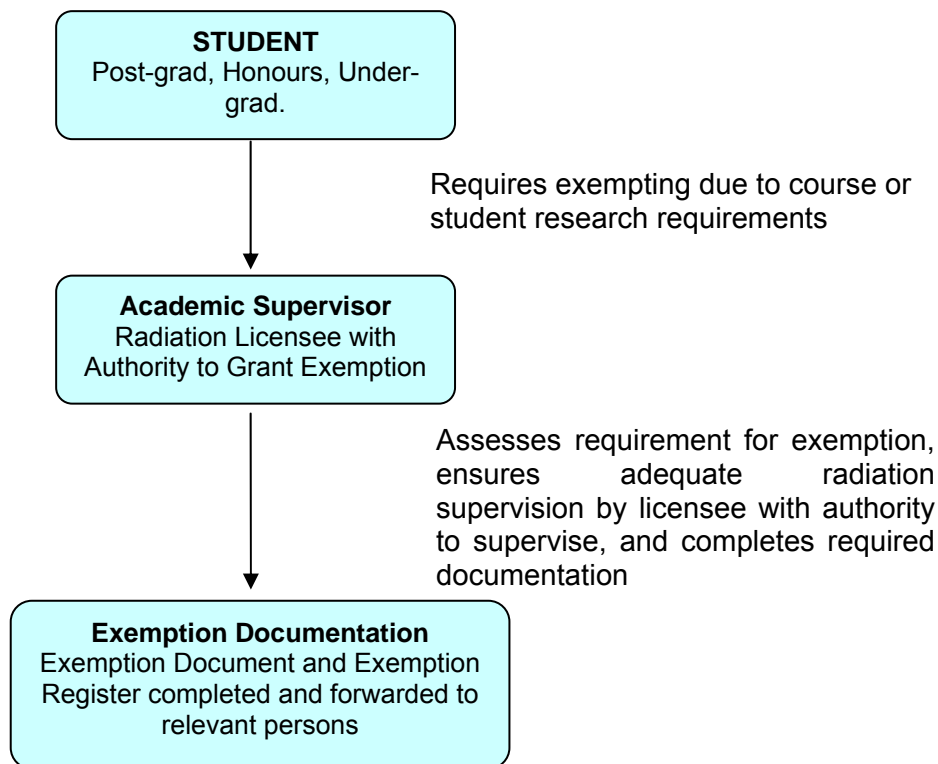 STUDENT
Post-grad, Honours, Under-
grad.
Requires exempting due to course or
student research requirements
Academic Supervisor
Radiation Licensee with
Authority to Grant Exemption
Assesses requirement for exemption,
ensures adequate radiation
supervision by licensee with authority
to supervise, and completes required
documentation
Exemption Documentation
Exemption Document and Exemption
Register completed and forwarded to
relevant persons